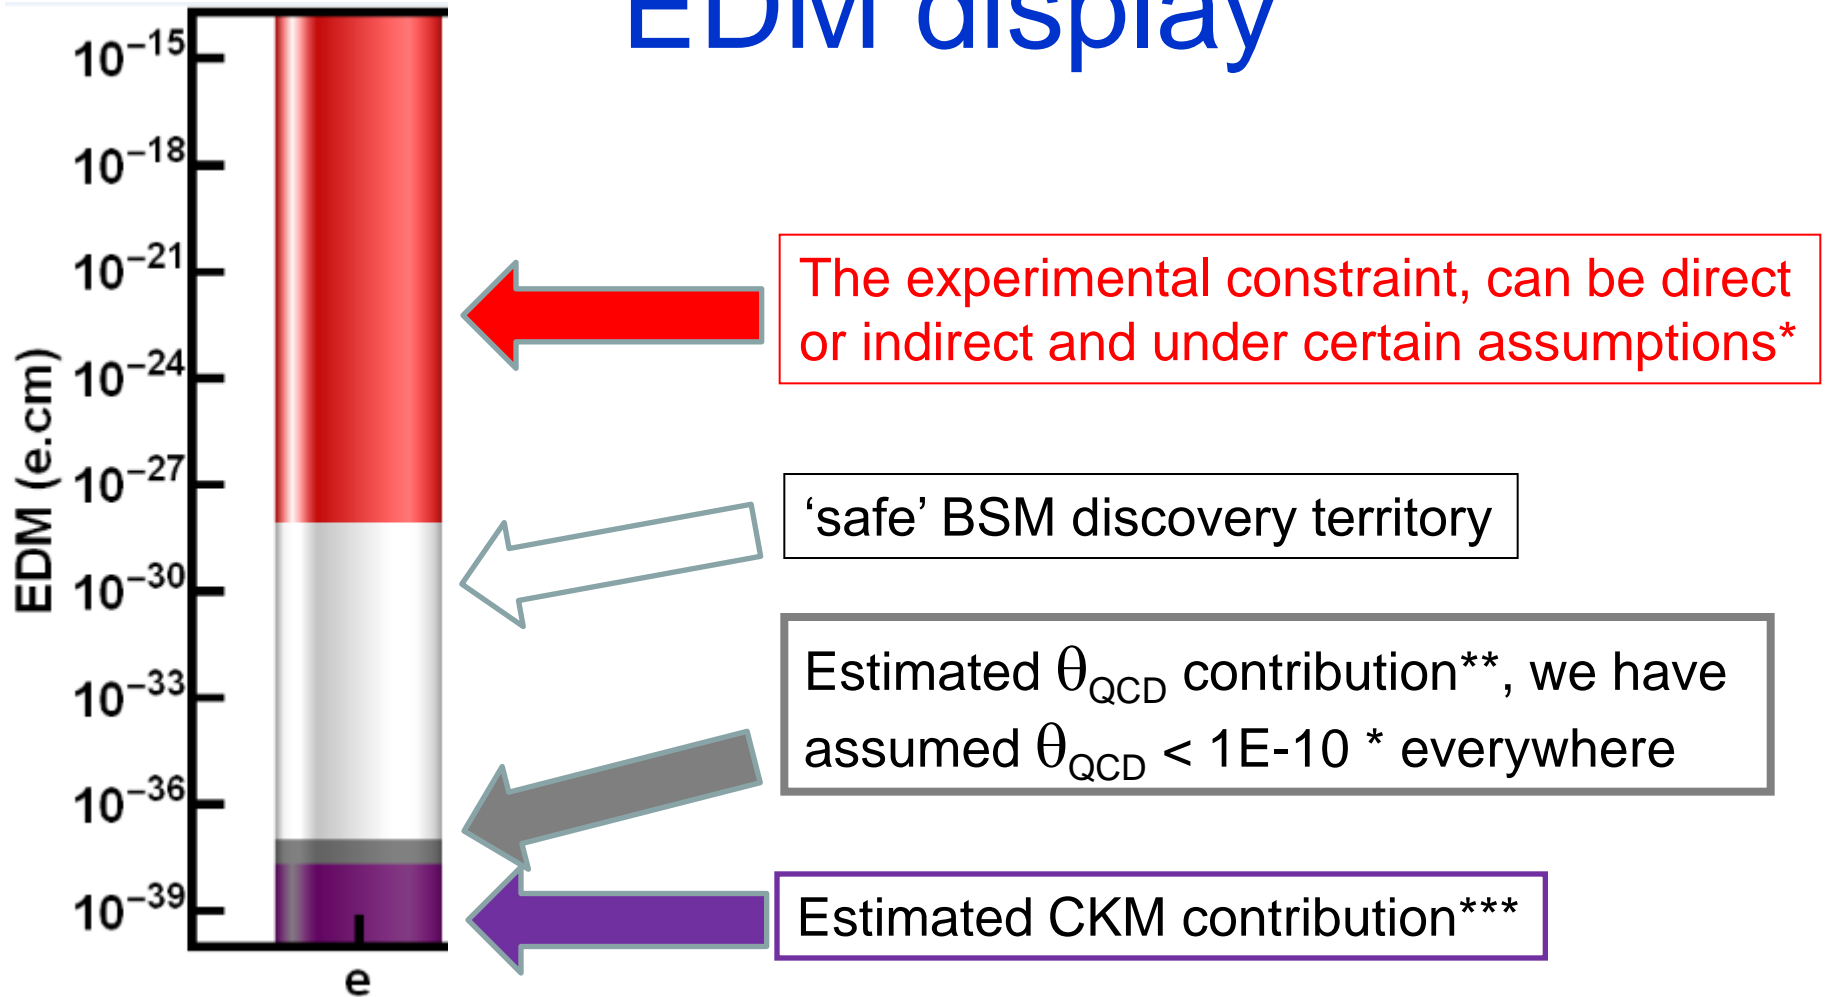 EDM display
10⁻¹⁵
10⁻¹⁸
10⁻²¹
10⁻²⁴
10⁻²⁷
10⁻³⁰
10⁻³³
10⁻³⁶
10⁻³⁹
EDM (e.cm)
e
The experimental constraint, can be direct
or indirect and under certain assumptions*
‘safe’ BSM discovery territory
Estimated θQCD contribution**, we have
assumed θQCD < 1E-10 * everywhere
Estimated CKM contribution***